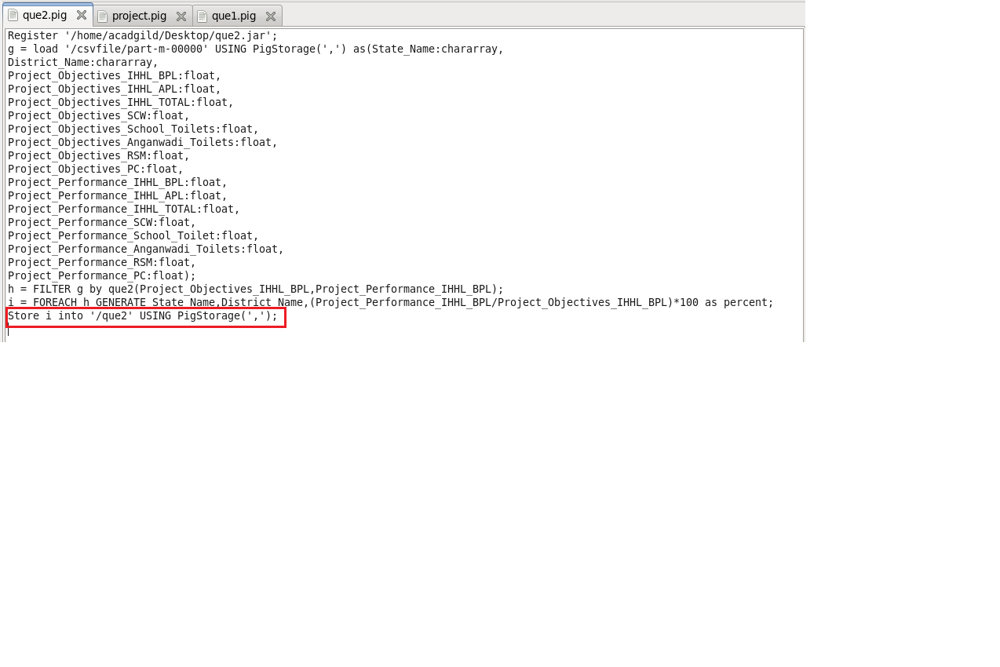 que2.pig project.pig que1.pig
Register '/home/acadgild/Desktop/que2.jar';
g = load '/csvfile/part-m-00000' USING PigStorage(',') as(State_Name:chararray,
District_Name:chararray,
Project_Objectives_IHHL_BPL:float,
Project_Objectives_IHHL_APL:float,
Project_Objectives_IHHL_TOTAL:float,
Project_Objectives_SCW:float,
Project_Objectives_School_Toilets:float,
Project_Objectives_Anganwadi_Toilets:float,
Project_Objectives_RSM:float,
Project_Objectives_PC:float,
Project_Performance_IHHL_BPL:float,
Project_Performance_IHHL_APL:float,
Project_Performance_IHHL_TOTAL:float,
Project_Performance_SCW:float,
Project_Performance_School_Toilet:float,
Project_Performance_Anganwadi_Toilets:float,
Project_Performance_RSM:float,
Project_Performance_PC:float);
h = FILTER g by que2(Project_Objectives_IHHL_BPL,Project_Performance_IHHL_BPL);
i = FOREACH h GENERATE State_Name,District_Name,(Project_Performance_IHHL_BPL/Project_Objectives_IHHL_BPL)*100 as percent;
Store i into '/que2' USING PigStorage(',');